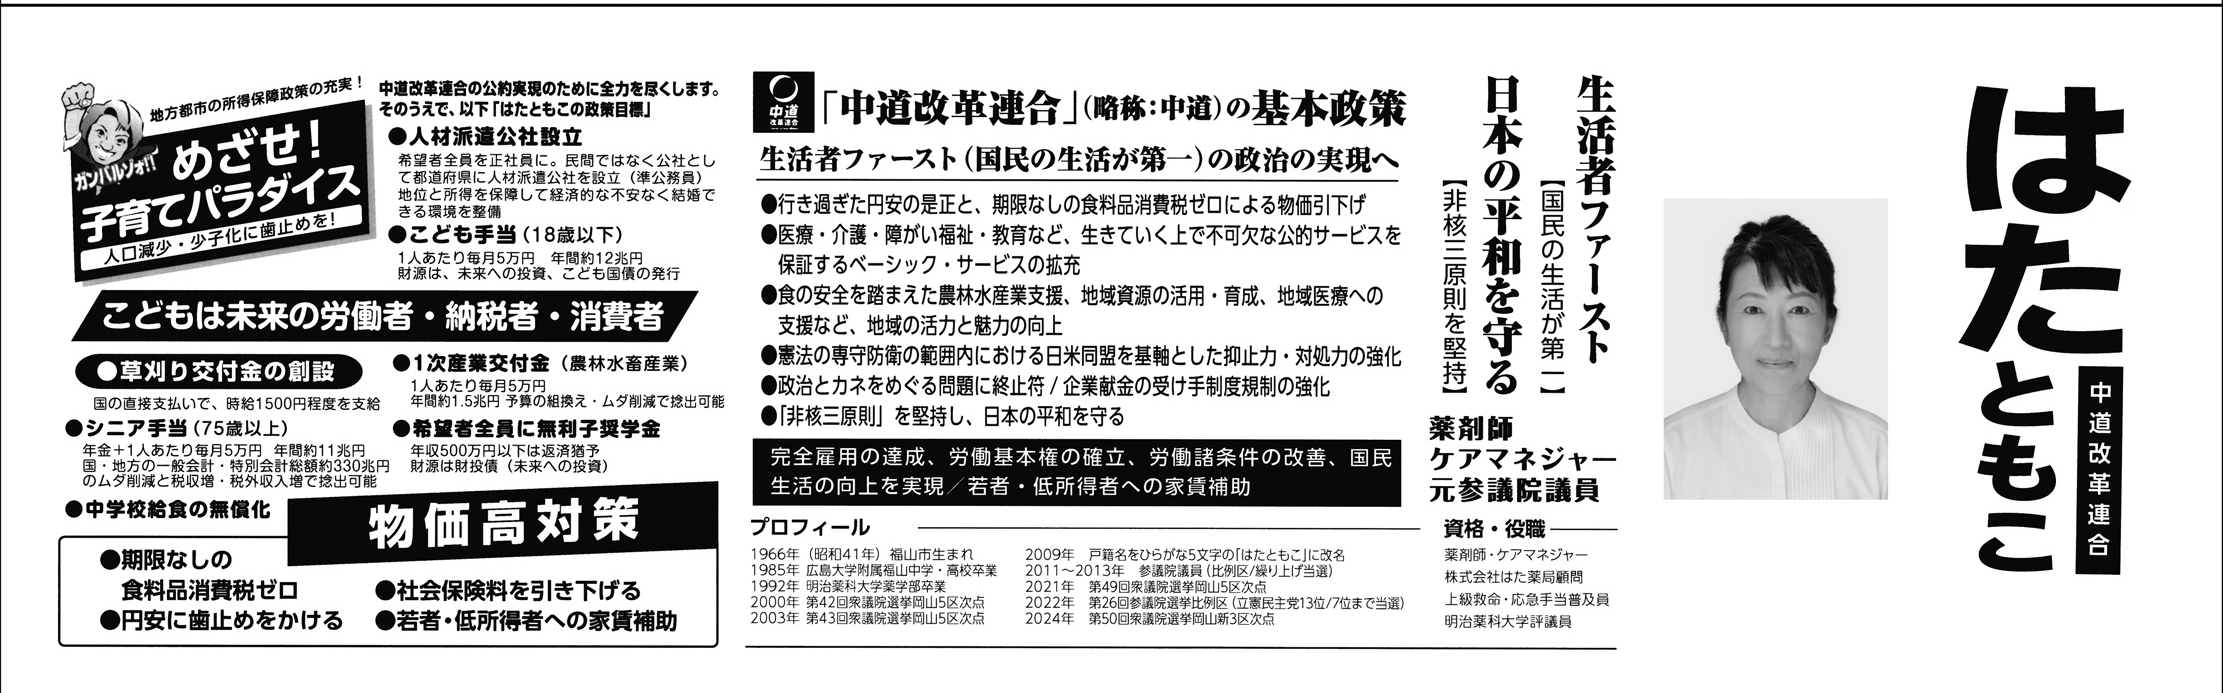 はたともこ
中道改革連合
生活者ファースト
【国民の生活が第一】
日本の平和を守る
【非核三原則を堅持】
薬剤師
ケアマネジャー
元参議院議員
資格・役職
薬剤師・ケアマネジャー
株式会社はた薬局顧問
上級救命・応急手当普及員
明治薬科大学評議員
中道
改革連合
「中道改革連合」（略称：中道）の基本政策
生活者ファースト（国民の生活が第一）の政治の実現へ
●行き過ぎた円安の是正と、期限なしの食料品消費税ゼロによる物価引下げ
●医療・介護・障がい福祉・教育など、生きていく上で不可欠な公的サービスを
保証するベーシック・サービスの拡充
●食の安全を踏まえた農林水産業支援、地域資源の活用・育成、地域医療への
支援など、地域の活力と魅力の向上
●憲法の専守防衛の範囲内における日米同盟を基軸とした抑止力・対処力の強化
●政治とカネをめぐる問題に終止符/企業献金の受け手制度規制の強化
●「非核三原則」を堅持し、日本の平和を守る
完全雇用の達成、労働基本権の確立、労働諸条件の改善、国民
生活の向上を実現／若者・低所得者への家賃補助
プロフィール
1966年（昭和41年）福山市生まれ
1985年 広島大学附属福山中学・高校卒業
1992年 明治薬科大学薬学部卒業
2000年 第42回衆議院選挙岡山5区次点
2003年 第43回衆議院選挙岡山5区次点
2009年 戸籍名をひらがな5文字の「はたともこ」に改名
2011～2013年 参議院議員（比例区/繰り上げ当選）
2021年 第49回衆議院選挙岡山5区次点
2022年 第26回参議院選挙比例区（立憲民主党13位/7位まで当選）
2024年 第50回衆議院選挙岡山新3区次点
地方都市の所得保障政策の充実！
ガンバルゾォ!!
めざせ！
子育てパラダイス
人口減少・少子化に歯止めを！
中道改革連合の公約実現のために全力を尽くします。
そのうえで、以下「はたともこの政策目標」
●人材派遣公社設立
希望者全員を正社員に。民間ではなく公社とし
て都道府県に人材派遣公社を設立（準公務員）
地位と所得を保障して経済的な不安なく結婚で
きる環境を整備
●こども手当（18歳以下）
1人あたり毎月5万円 年間約12兆円
財源は、未来への投資、こども国債の発行
こどもは未来の労働者・納税者・消費者
●草刈り交付金の創設
国の直接支払いで、時給1500円程度を支給
●シニア手当（75歳以上）
年金＋1人あたり毎月5万円 年間約11兆円
国・地方の一般会計・特別会計総額約330兆円
のムダ削減と税収増・税外収入増で捻出可能
●中学校給食の無償化
●1次産業交付金（農林水畜産業）
1人あたり毎月5万円
年間約1.5兆円 予算の組換え・ムダ削減で捻出可能
●希望者全員に無利子奨学金
年収500万円以下は返済猶予
財源は財投債（未来への投資）
物価高対策
●期限なしの
食料品消費税ゼロ
●円安に歯止めをかける
●社会保険料を引き下げる
●若者・低所得者への家賃補助